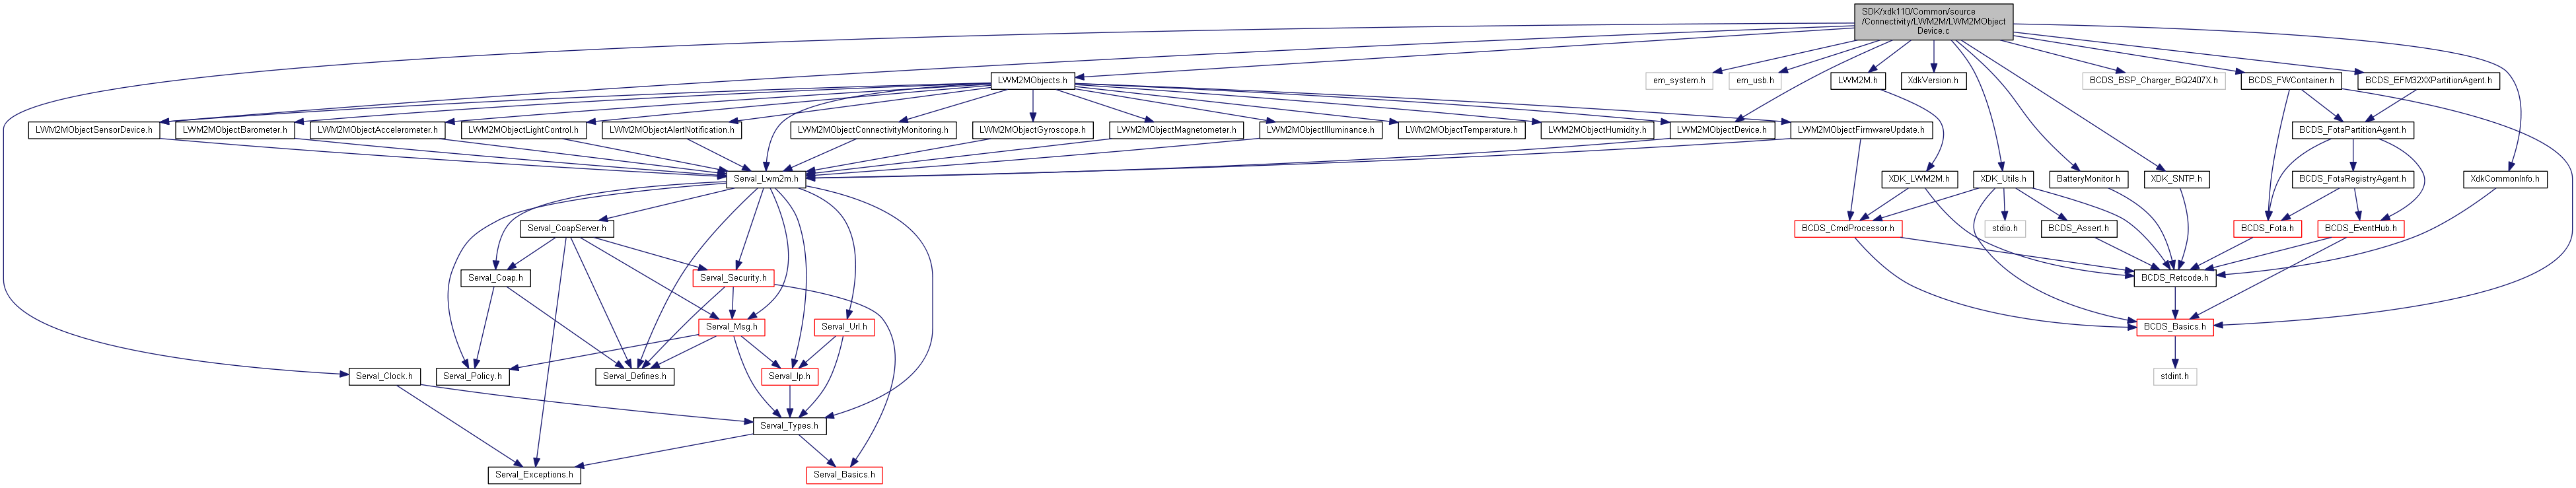 SDK/xdk110/Common/source
/Connectivity/LWM2M/LWM2MObject
Device.c
LWM2MObjects.h
em_system.h
em_usb.h
LWM2M.h
XdkVersion.h
BCDS_BSP_Charger_BQ2407X.h
BCDS_FWContainer.h
BCDS_EFM32XXPartitionAgent.h
LWM2MObjectSensorDevice.h
LWM2MObjectBarometer.h
LWM2MObjectAccelerometer.h
LWM2MObjectLightControl.h
LWM2MObjectAlertNotification.h
LWM2MObjectConnectivityMonitoring.h
LWM2MObjectGyroscope.h
LWM2MObjectMagnetometer.h
LWM2MObjectIlluminance.h
LWM2MObjectTemperature.h
LWM2MObjectHumidity.h
LWM2MObjectDevice.h
LWM2MObjectFirmwareUpdate.h
BCDS_FotaPartitionAgent.h
Serval_Lwm2m.h
XDK_LWM2M.h
XDK_Utils.h
BatteryMonitor.h
XDK_SNTP.h
BCDS_FotaRegistryAgent.h
XdkCommonInfo.h
Serval_CoapServer.h
BCDS_CmdProcessor.h
stdio.h
BCDS_Assert.h
BCDS_Fota.h
BCDS_EventHub.h
Serval_Coap.h
Serval_Security.h
BCDS_Retcode.h
Serval_Msg.h
Serval_Url.h
BCDS_Basics.h
Serval_Clock.h
Serval_Policy.h
Serval_Defines.h
Serval_Ip.h
stdint.h
Serval_Types.h
Serval_Exceptions.h
Serval_Basics.h